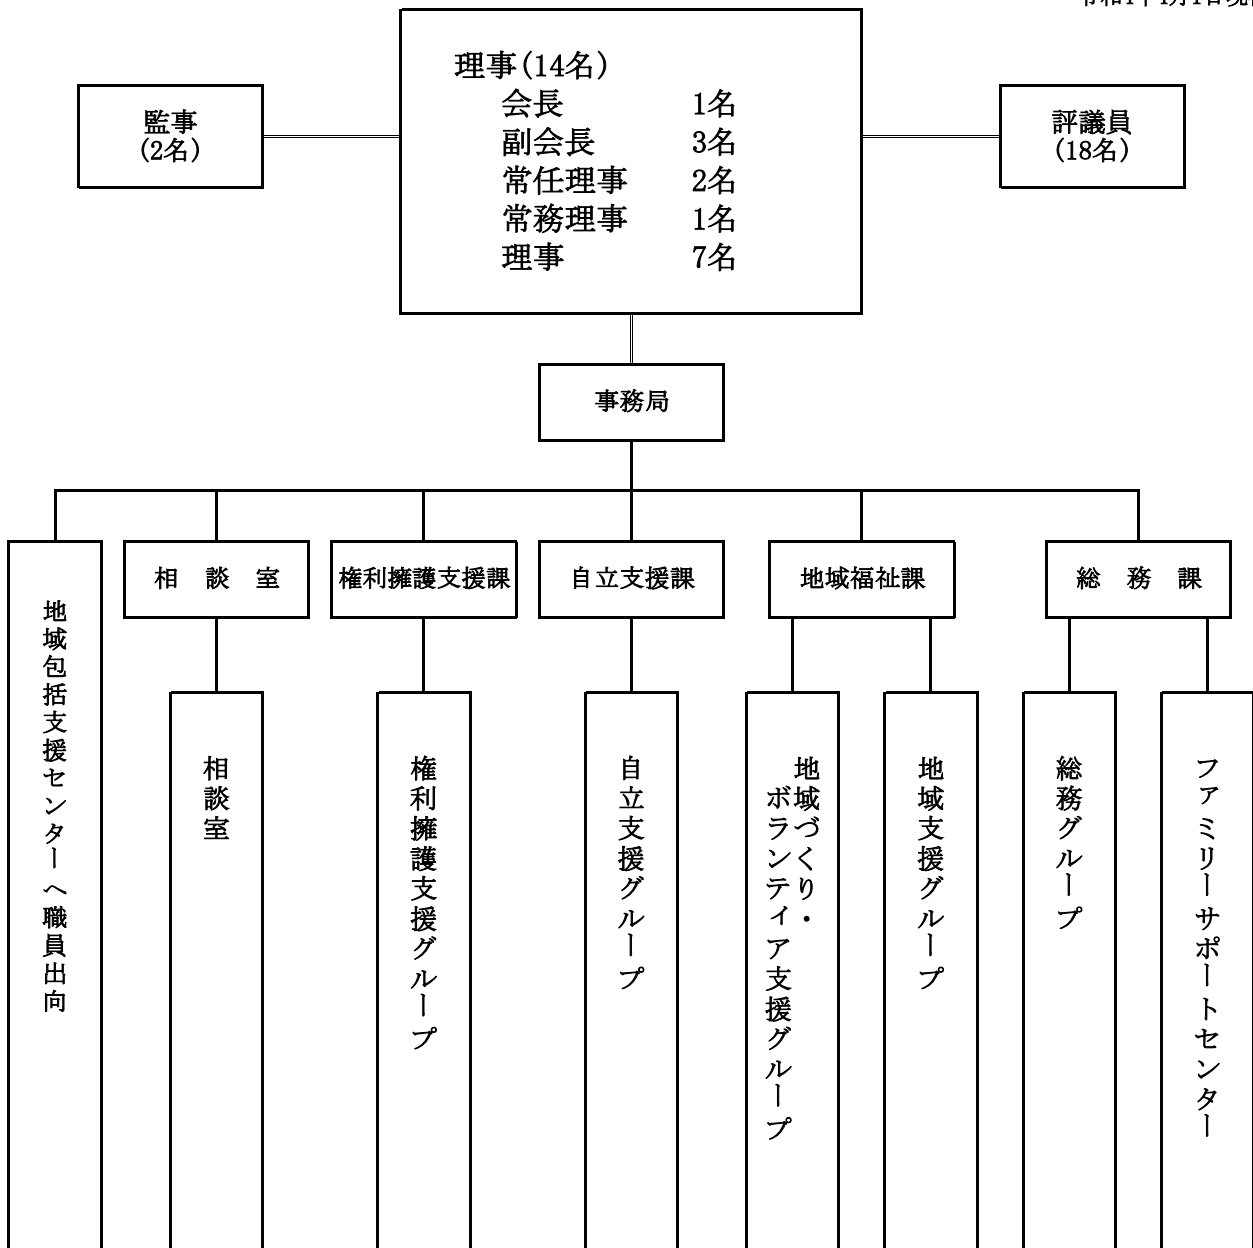 理事(14名)
会長 1名
副会長 3名
常任理事 2名
常務理事 1名
理事 7名
監事
(2名)
評議員
(18名)
事務局
地域包括支援センターへ職員出向
相談室
権利擁護支援課
自立支援課
地域福祉課
総務課
相談室
権利擁護支援グループ
自立支援グループ
地域づくり・
ボランティア支援グループ
地域支援グループ
総務グループ
ファミリーサポートセンター